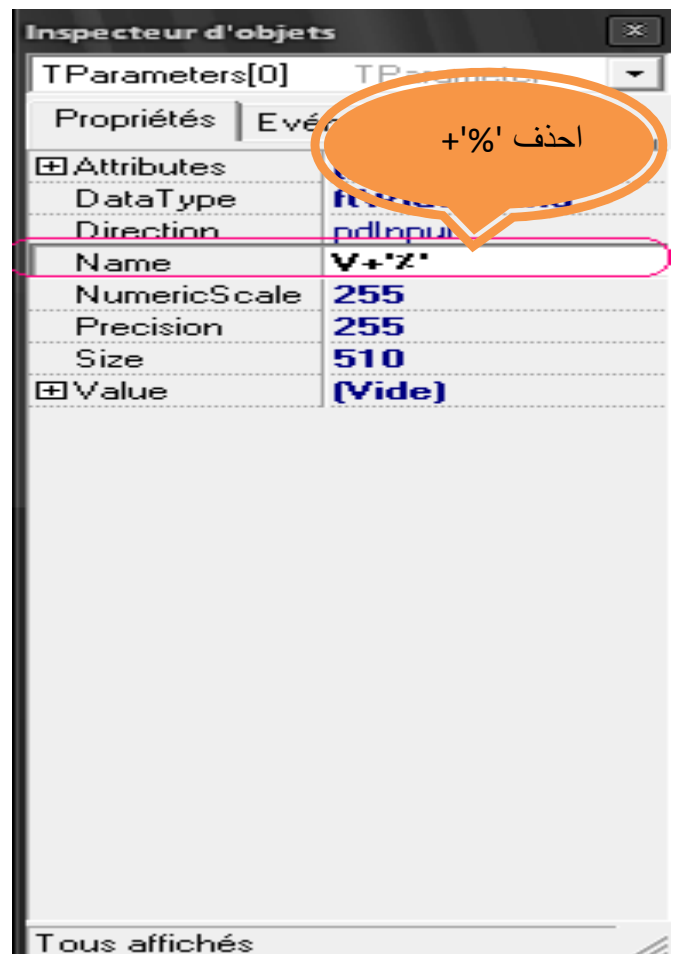 Inspecteur d'objets
TParameters[0]
Propriétés
احذف '%'+
Attributes
DataType
Direction
Name V+'%'
NumericScale 255
Precision 255
Size 510
Value (Vide)
Tous affichés